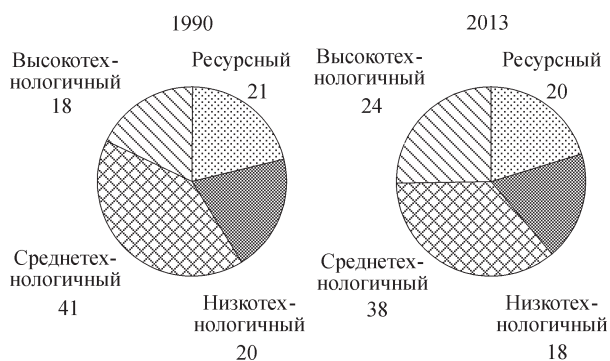 1990
Высокотех-
нологичный
18
Ресурсный
21
Среднетех-
нологичный
41
Низкотех-
нологичный
20
2013
Высокотех-
нологичный
24
Ресурсный
20
Среднетех-
нологичный
38
Низкотех-
нологичный
18